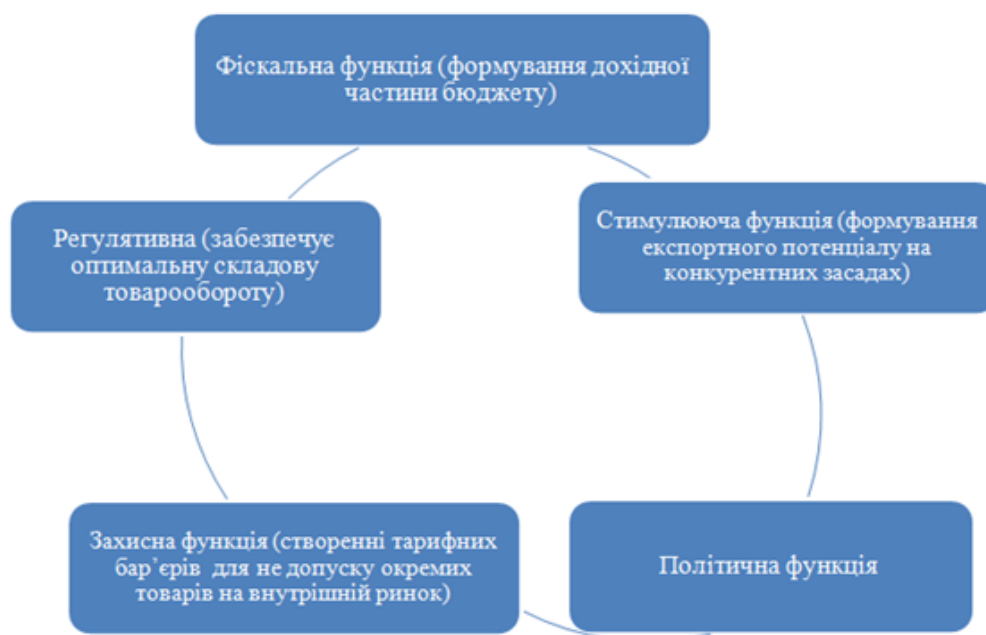 Фіскальна функція (формування дохідної
частини бюджету)
Стимулююча функція (формування
експортного потенціалу на
конкурентних засадах)
Політична функція
Захисна функція (створенні тарифних
бар’єрів для не допуску окремих
товарів на внутрішній ринок)
Регулятивна (забезпечує
оптимальну складову
товарообороту)